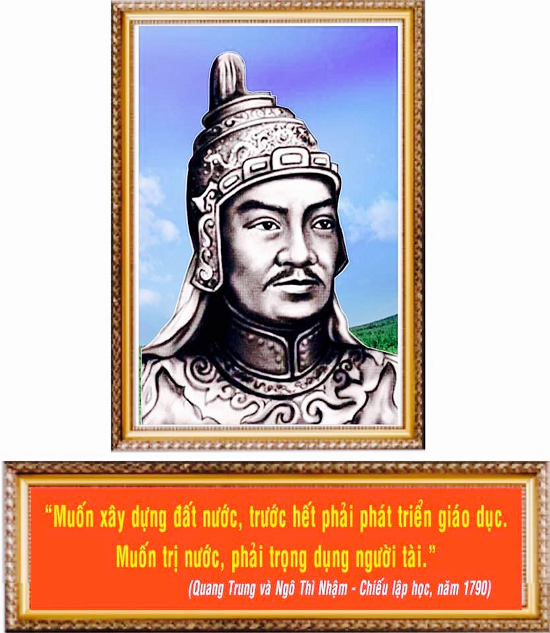 “Muốn xây dựng đất nước, trước hết phải phát triển giáo dục.
Muốn trị nước, phải trọng dụng người tài.”
(Quang Trung và Ngô Thì Nhậm - Chiếu lập học, năm 1790)